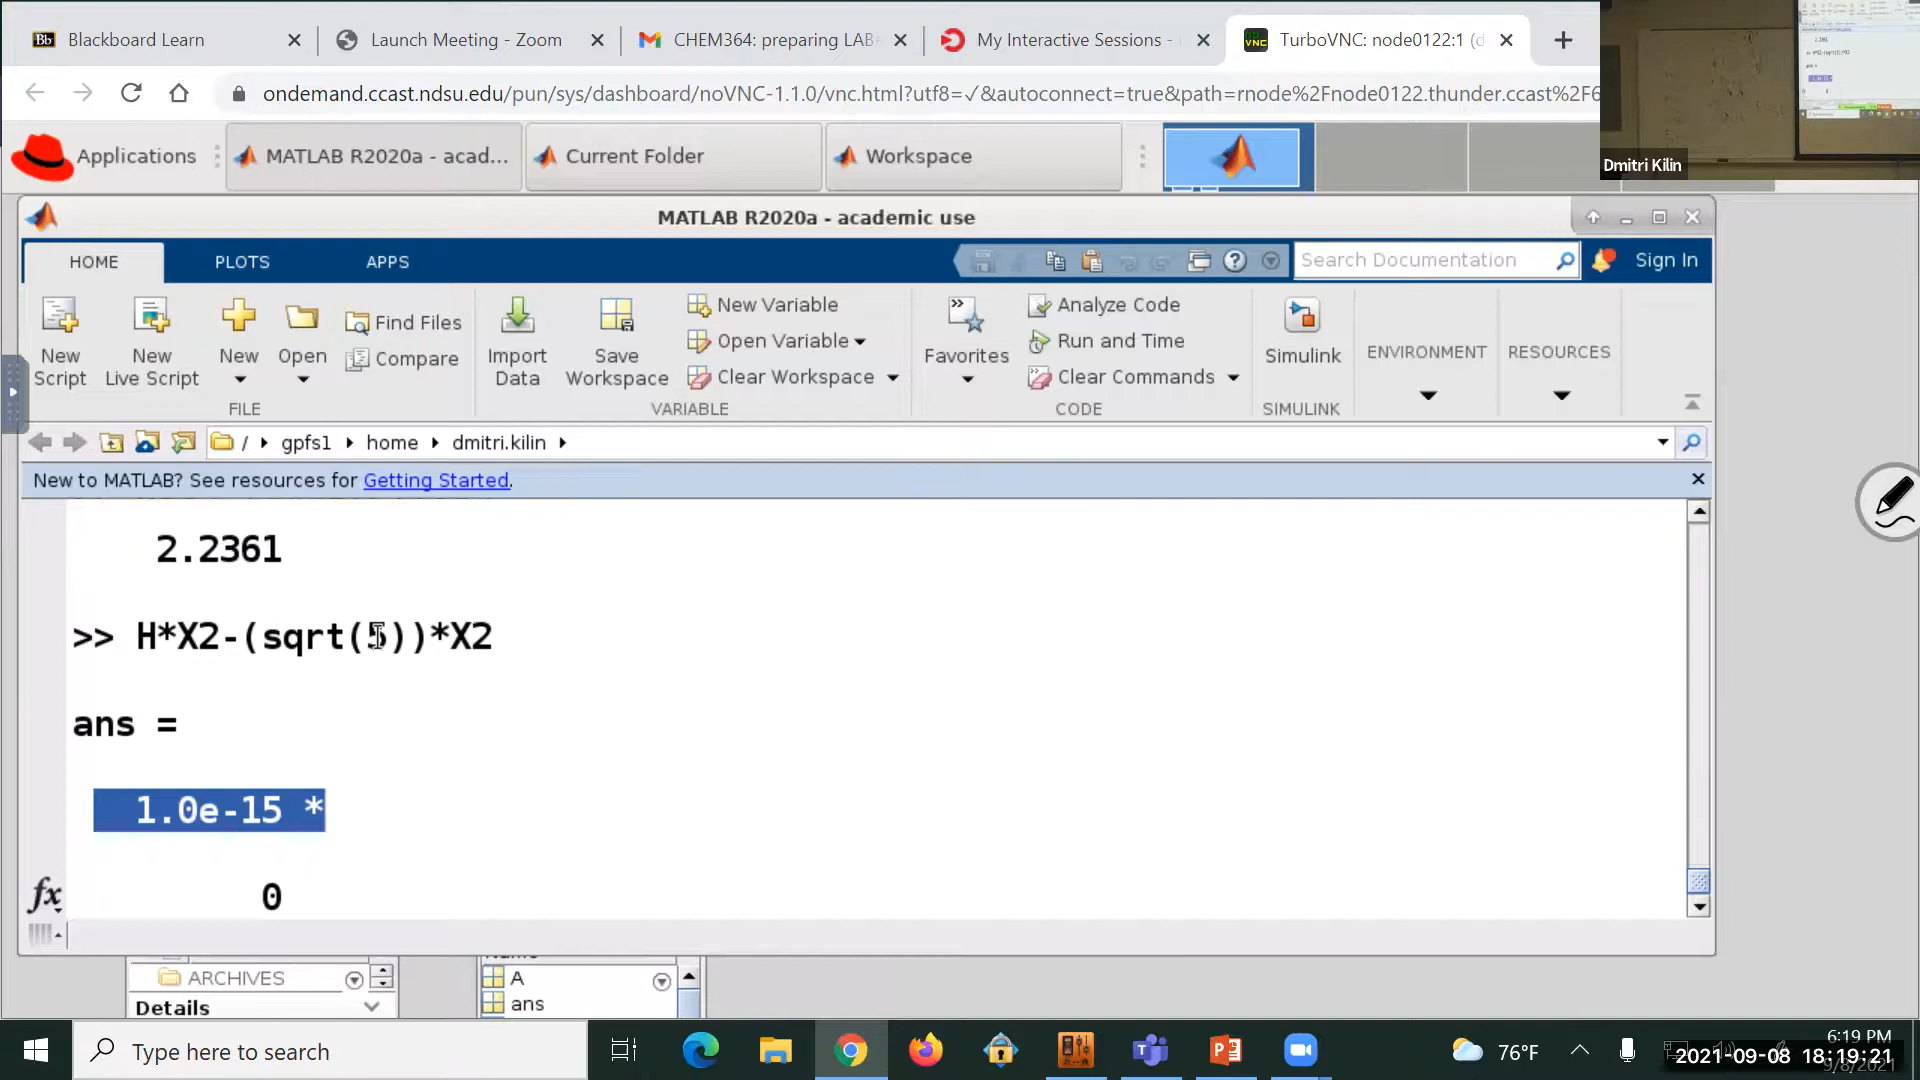 Blackboard Learn
Launch Meeting - Zoom
CHEM364: preparing LAB
My Interactive Sessions -
TurboVNC: node0122:1 (d
ondemand.ccast.ndsu.edu/pun/sys/dashboard/noVNC-1.1.0/vnc.html?utf8=✓&autoconnect=true&path=rnode%2Fnode0122.thunder.ccast%2F6
Applications
MATLAB R2020a - acad...
Current Folder
Workspace
Dmitri Kilin
MATLAB R2020a - academic use
HOME
PLOTS
APPS
Search Documentation
Sign In
New Script
New Live Script
New
Open
Find Files
Compare
Import Data
Save Workspace
New Variable
Open Variable
Clear Workspace
Favorites
Analyze Code
Run and Time
Clear Commands
Simulink
ENVIRONMENT
RESOURCES
FILE
VARIABLE
CODE
SIMULINK
/ gpfs1 home dmitri.kilin
New to MATLAB? See resources for Getting Started.
2.2361
>> H*X2-(sqrt(5))*X2
ans =
1.0e-15 *
0
fx
ARCHIVES
Details
A
ans
Type here to search
76°F
6:19 PM
2021-09-08 18:19:21
9/8/2021